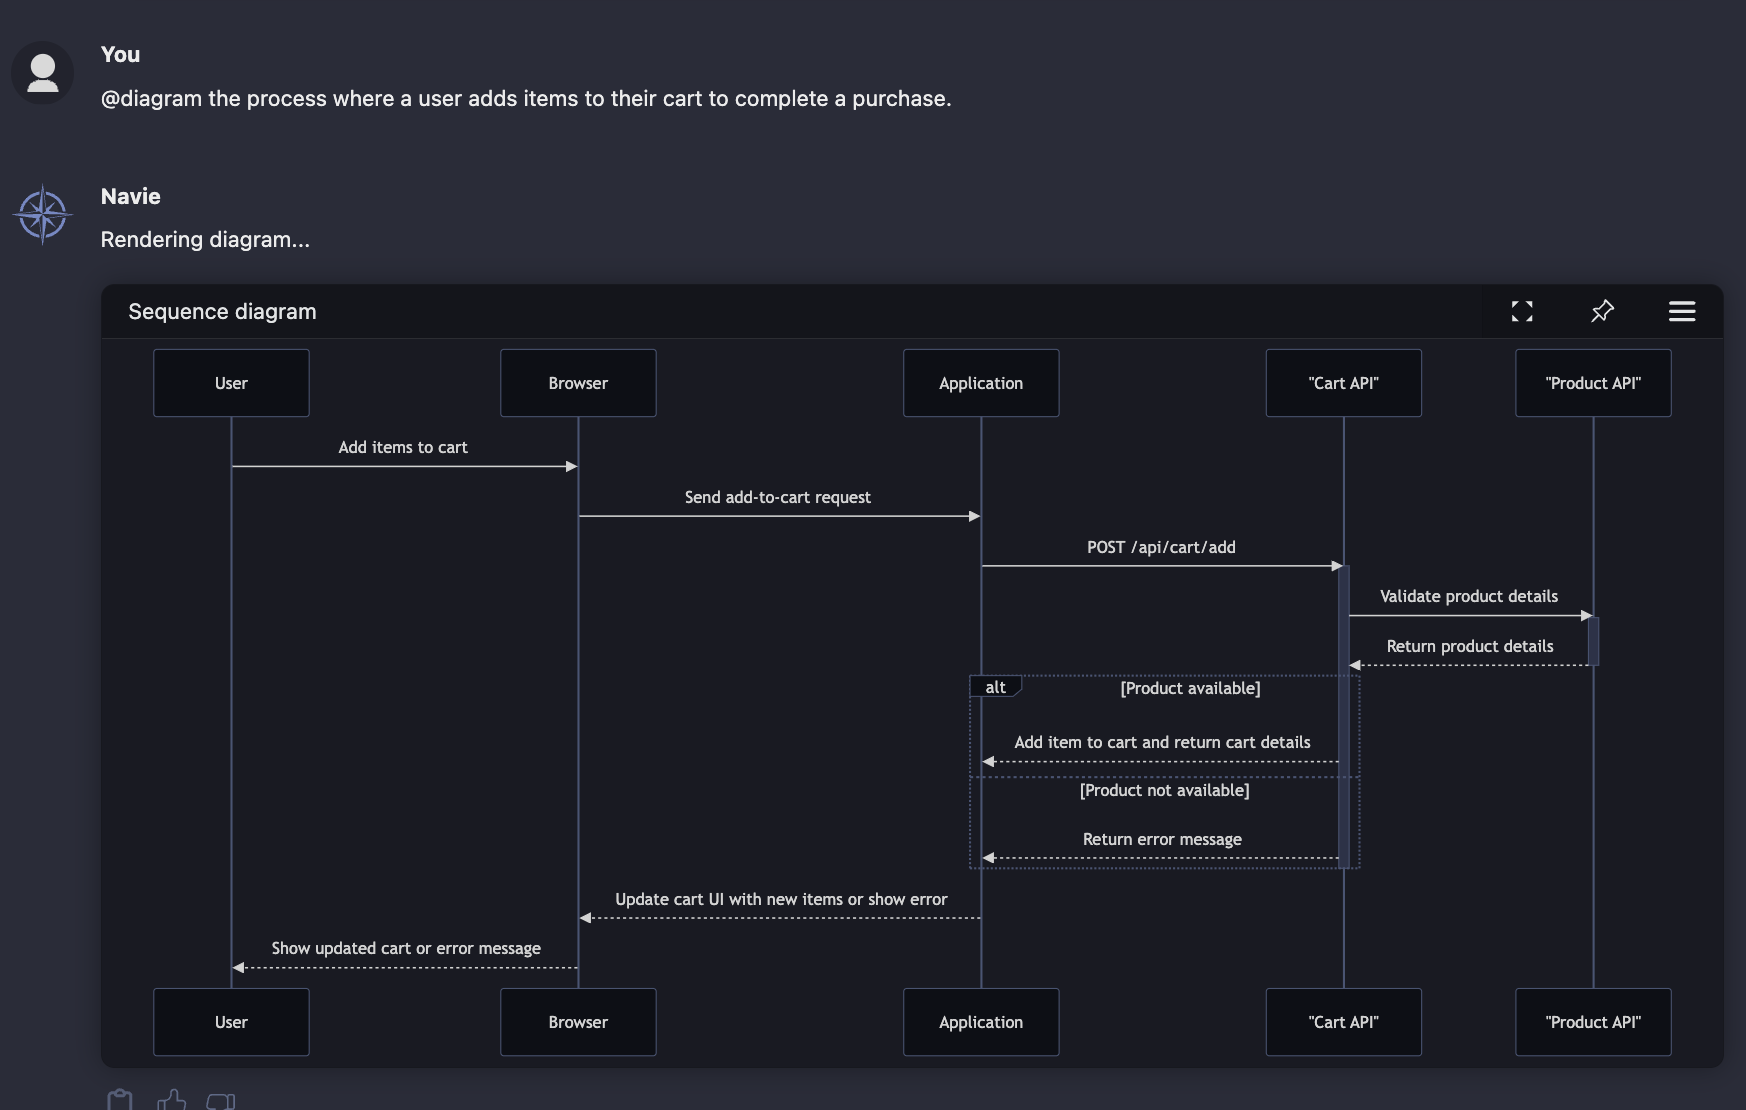 You
@diagram the process where a user adds items to their cart to complete a purchase.
Navie
Rendering diagram...
Sequence diagram
User
Browser
Application
"Cart API"
"Product API"
Add items to cart
Send add-to-cart request
POST /api/cart/add
Validate product details
Return product details
alt
[Product available]
Add item to cart and return cart details
[Product not available]
Return error message
Update cart UI with new items or show error
Show updated cart or error message
User
Browser
Application
"Cart API"
"Product API"